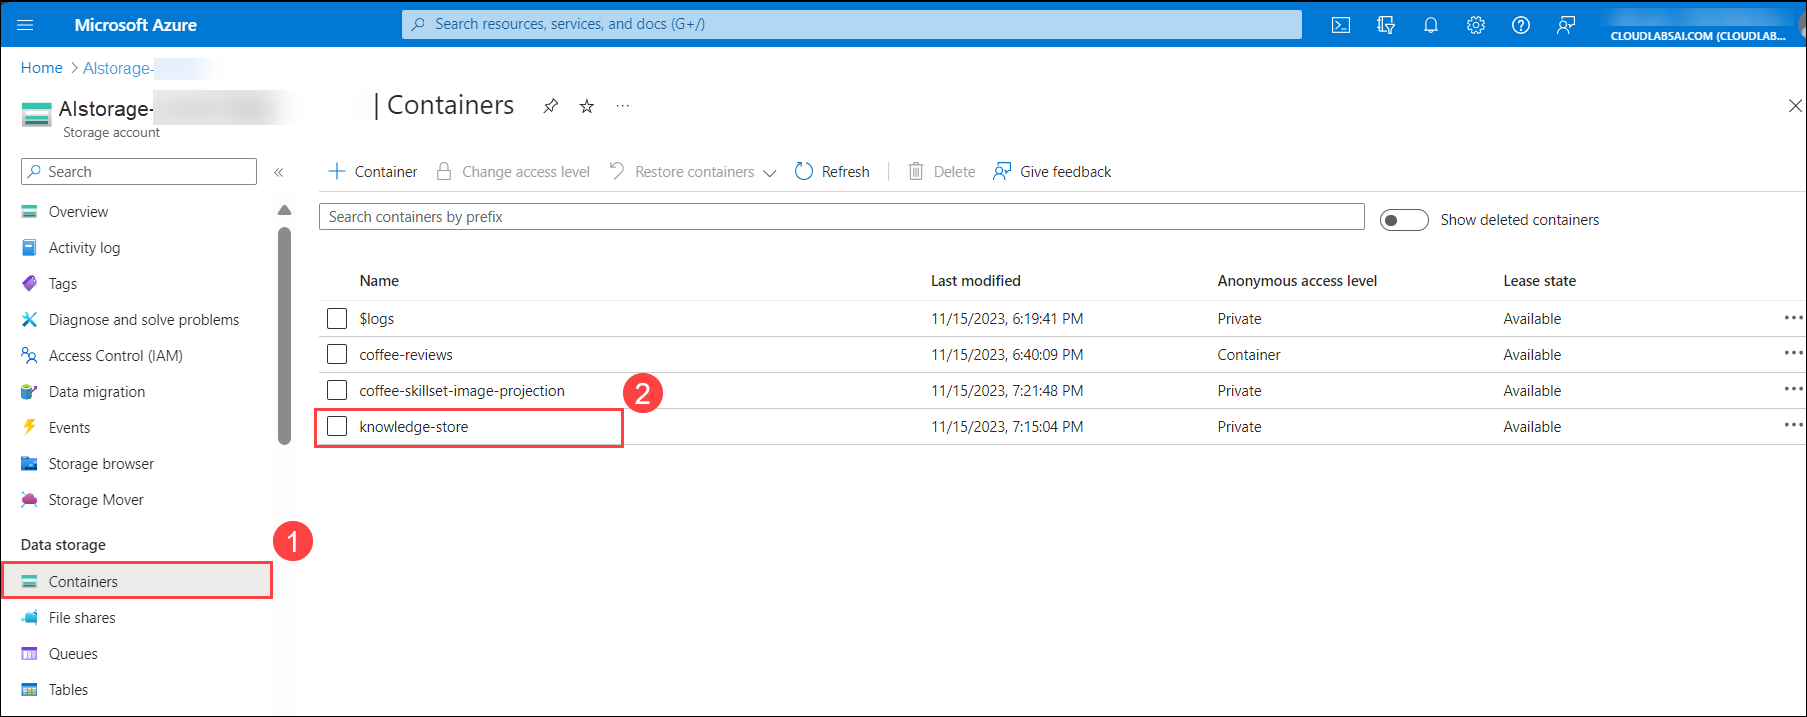 Microsoft Azure
Search resources, services, and docs (G+/)
CLOUDLABSAI.COM (CLOUDLAB...
Home > AIstorage-
AIstorage-
| Containers
...
Storage account
Search
«
Container
Change access level
Restore containers
Refresh
Delete
Give feedback
Overview
Activity log
Tags
Diagnose and solve problems
Access Control (IAM)
Data migration
Events
Storage browser
Storage Mover
Data storage
1
Containers
File shares
Queues
Tables
Search containers by prefix
Show deleted containers
Name Last modified Anonymous access level Lease state
$logs 11/15/2023, 6:19:41 PM Private Available ...
coffee-reviews 11/15/2023, 6:40:09 PM Container Available ...
coffee-skillset-image-projection 11/15/2023, 7:21:48 PM Private Available ...
2
knowledge-store 11/15/2023, 7:15:04 PM Private Available ...